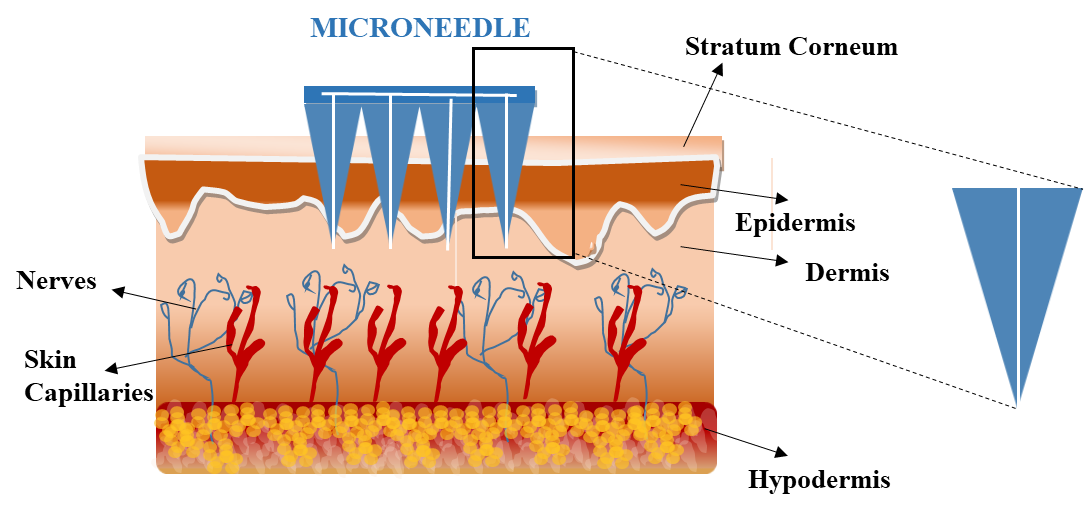 MICRONEEDLE
Stratum Corneum
Epidermis
Dermis
Nerves
Skin
Capillaries
Hypodermis